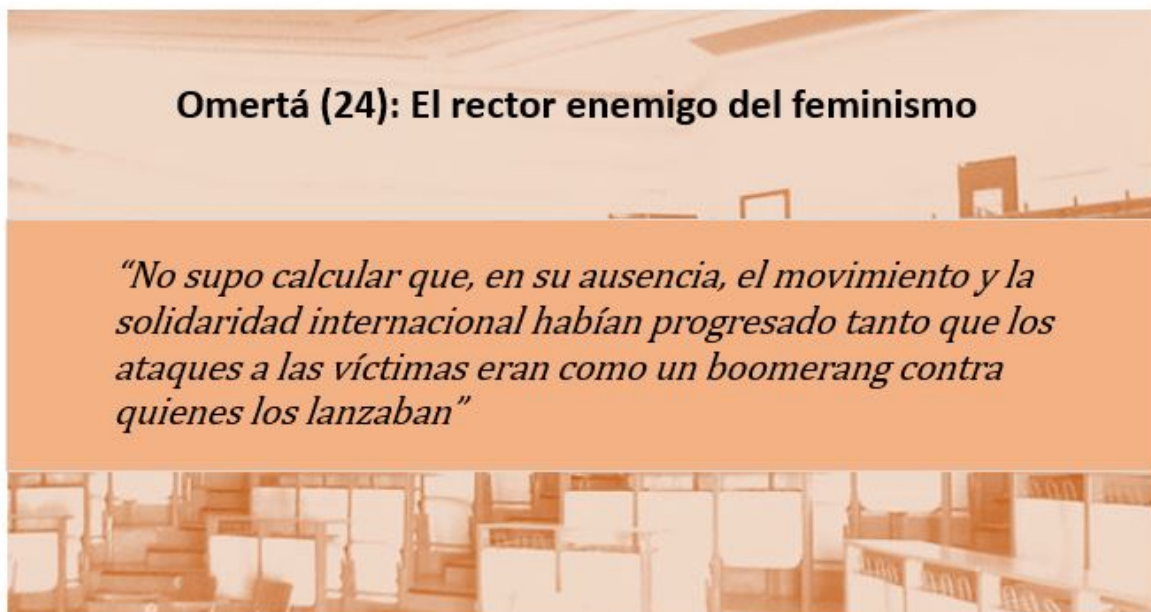 Omertá (24): El rector enemigo del feminismo
“No supo calcular que, en su ausencia, el movimiento y la
solidaridad internacional habían progresado tanto que los
ataques a las víctimas eran como un boomerang contra
quienes los lanzaban”